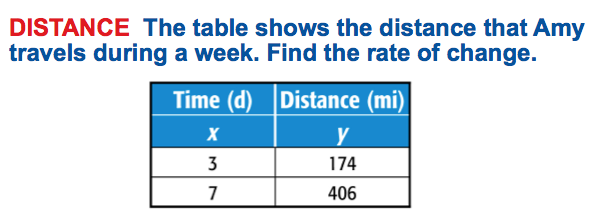 DISTANCE The table shows the distance that Amy
travels during a week. Find the rate of change.
Time (d) Distance (mi)
x y
3 174
7 406